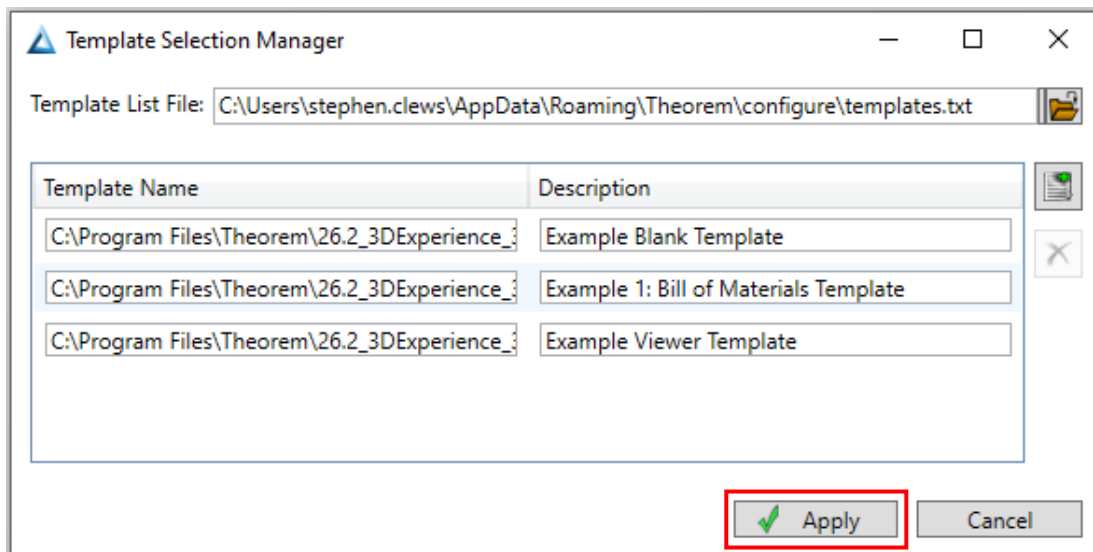 Template Selection Manager
Template List File: C:\Users\stephen.clews\AppData\Roaming\Theorem\configure\templates.txt
Template Name Description
C:\Program Files\Theorem\26.2_3DExperience_ Example Blank Template
C:\Program Files\Theorem\26.2_3DExperience_ Example 1: Bill of Materials Template
C:\Program Files\Theorem\26.2_3DExperience_ Example Viewer Template
Apply Cancel